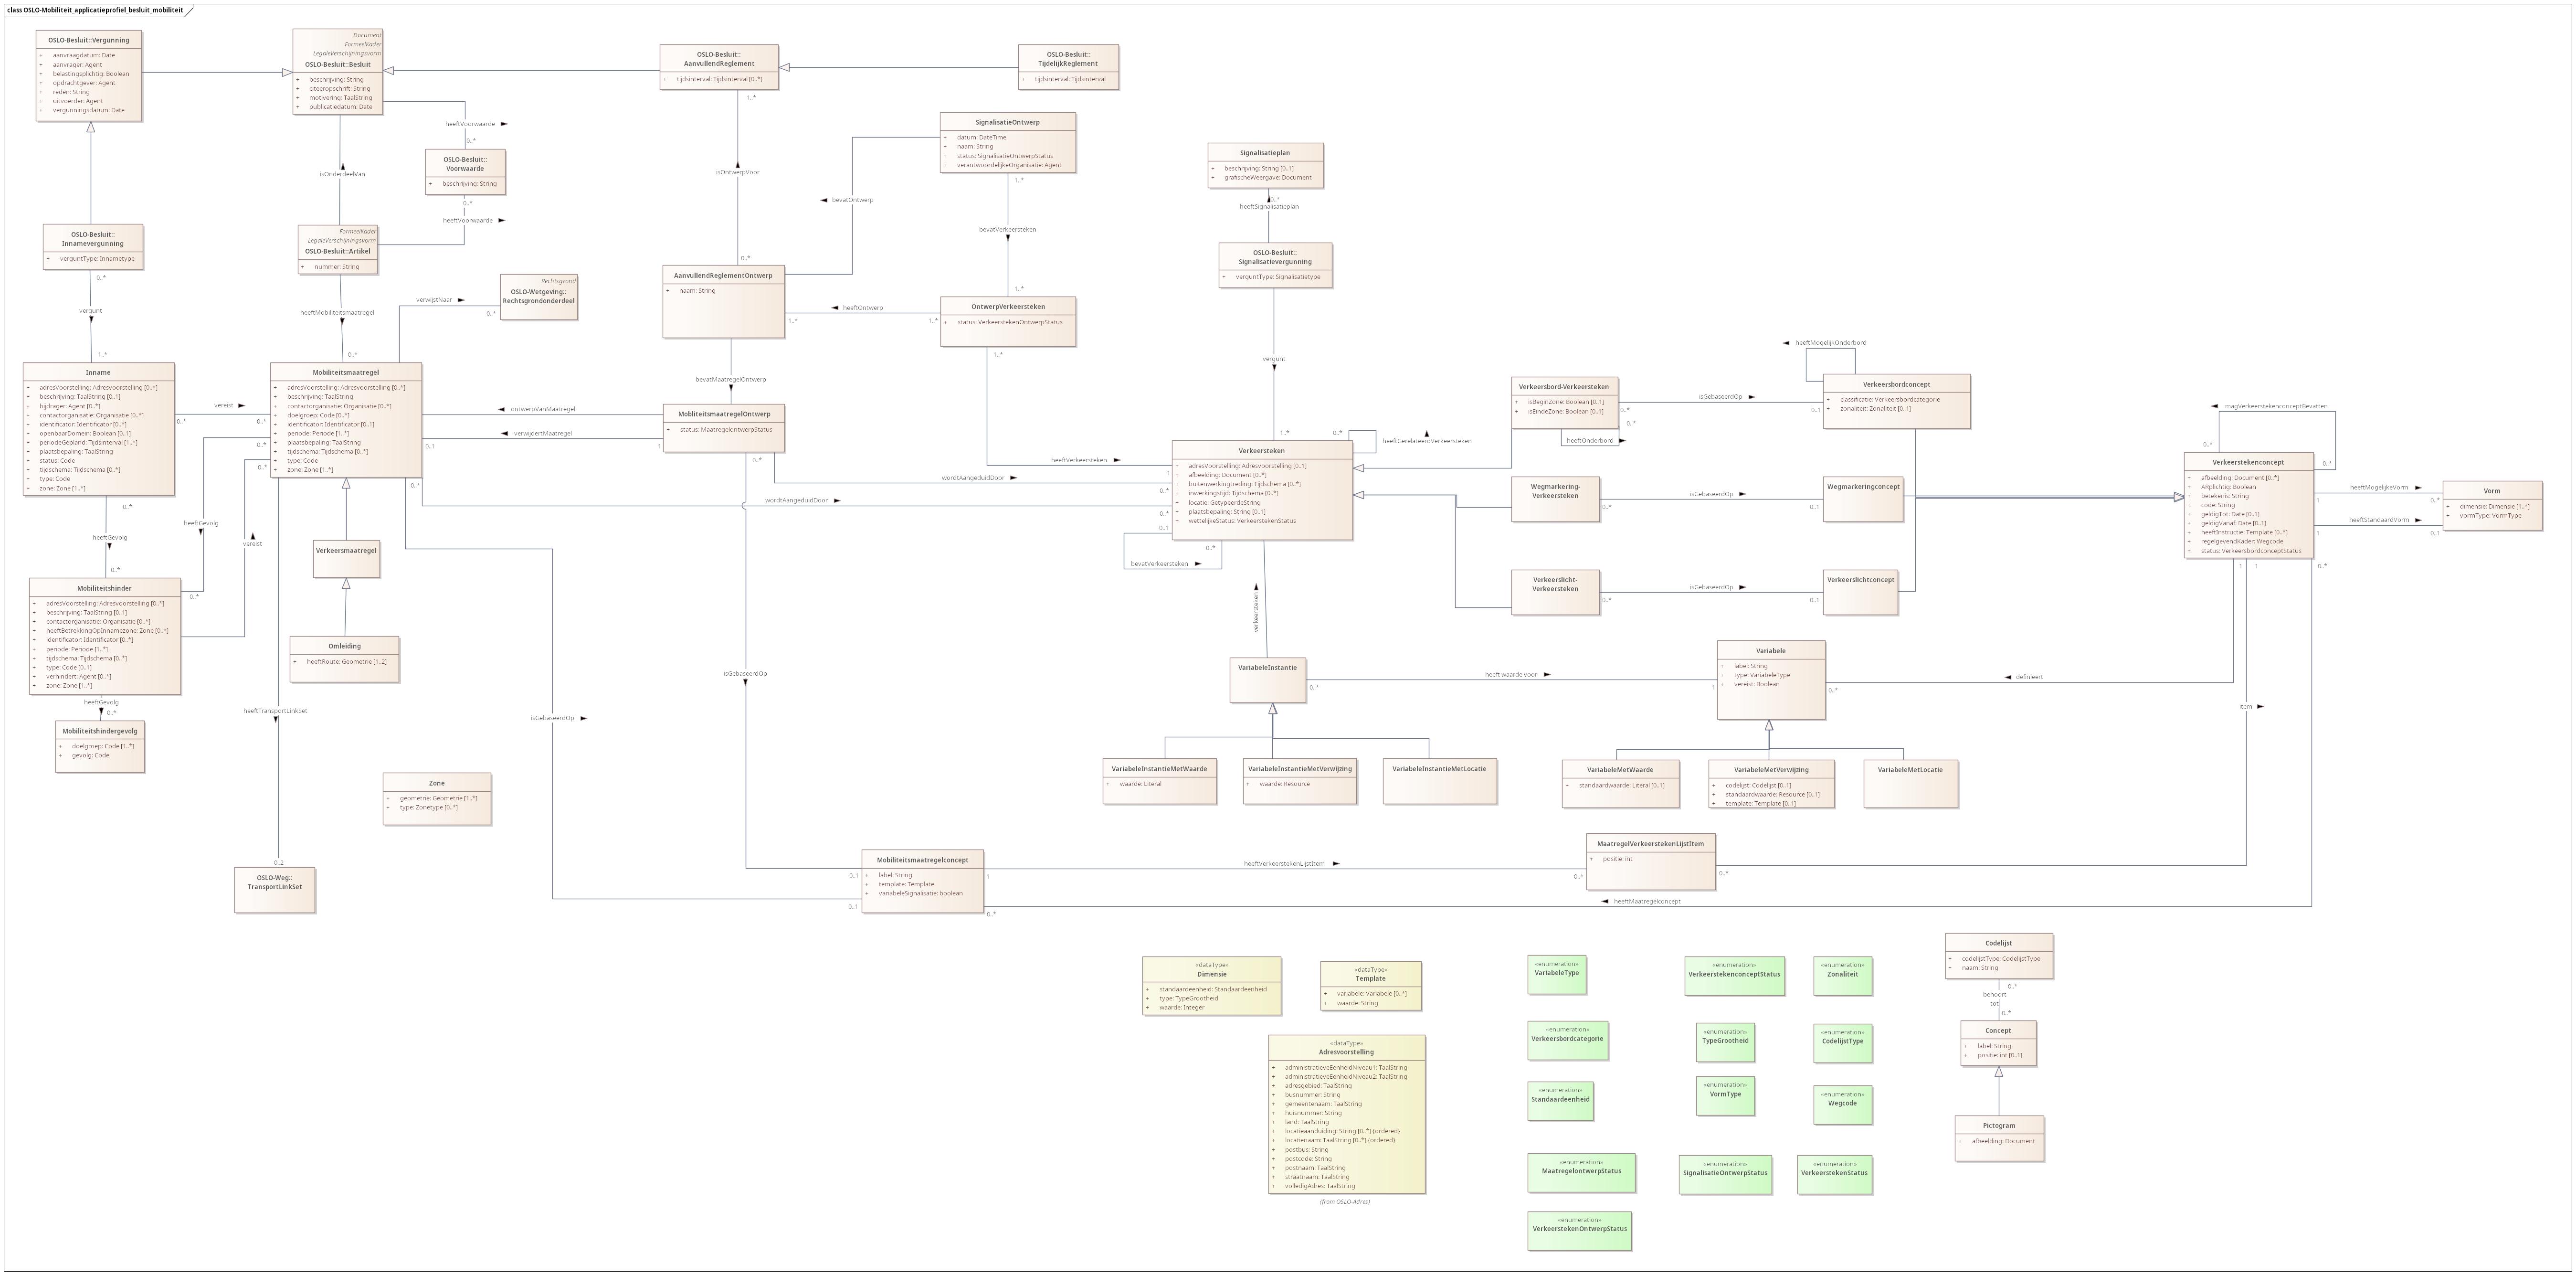 class OSLO-Mobiliteit_applicatieprofiel_besluit_mobiliteit
OSLO-Besluit::Vergunning
+ aanvraagdatum: Date
+ aanvrager: Agent
+ belastingsplichtig: Boolean
+ opdrachtgever: Agent
+ reden: String
+ uitvoerder: Agent
+ vergunningsdatum: Date
Document
FormeelKader
LegaleVerschijningsvorm
OSLO-Besluit::Besluit
+ beschrijving: String
+ citeeropschrift: String
+ motivering: TaalString
+ publicatiedatum: Date
OSLO-Besluit::
AanvullendReglement
+ tijdsinterval: Tijdsinterval [0..*]
OSLO-Besluit::
TijdelijkReglement
+ tijdsinterval: Tijdsinterval
heeftVoorwaarde
0..*
OSLO-Besluit::
Voorwaarde
+ beschrijving: String
0..*
heeftVoorwaarde
isOnderdeelVan
1..*
isOntwerpVoor
0..*
SignalisatieOntwerp
+ datum: DateTime
+ naam: String
+ status: SignalisatieOntwerpStatus
+ verantwoordelijkeOrganisatie: Agent
1..*
bevatOntwerp
bevatVerkeersteken
1..*
Signalisatieplan
+ beschrijving: String [0..1]
+ grafischeWeergave: Document
0..*
heeftSignalisatieplan
OSLO-Besluit::
Signalisatievergunning
+ verguntType: Signalisatietype
OSLO-Besluit::
Innamevergunning
+ verguntType: Innametype
0..*
vergunt
1..*
FormeelKader
LegaleVerschijningsvorm
OSLO-Besluit::Artikel
+ nummer: String
heeftMobiliteitsmaatregel
0..*
Rechtsgrond
OSLO-Wetgeving::
Rechtsgrondonderdeel
verwijstNaar
0..*
AanvullendReglementOntwerp
+ naam: String
heeftOntwerp
1..*
1..*
OntwerpVerkeersteken
+ status: VerkeerstekenOntwerpStatus
1..*
bevatMaatregelOntwerp
vergunt
1..*
Inname
+ adresVoorstelling: Adresvoorstelling [0..*]
+ beschrijving: TaalString [0..1]
+ bijdrager: Agent [0..*]
+ contactorganisatie: Organisatie [0..*]
+ identificator: Identificator [0..*]
+ openbaarDomein: Boolean [0..1]
+ periodeGepland: Tijdsinterval [1..*]
+ plaatsbepaling: TaalString
+ status: Code
+ tijdschema: Tijdschema [0..*]
+ type: Code
+ zone: Zone [1..*]
vereist
0..*
0..*
Mobiliteitsmaatregel
+ adresVoorstelling: Adresvoorstelling [0..*]
+ beschrijving: TaalString
+ contactorganisatie: Organisatie [0..*]
+ doelgroep: Code [0..*]
+ identificator: Identificator [0..1]
+ periode: Periode [1..*]
+ plaatsbepaling: TaalString
+ tijdschema: Tijdschema [0..*]
+ type: Code
+ zone: Zone [1..*]
0..*
0..*
0..*
0..1
ontwerpVanMaatregel
verwijdertMaatregel
1
MobliteitsmaatregelOntwerp
+ status: MaatregelontwerpStatus
0..*
heeftVerkeersteken
1
wordtAangeduidDoor
0..*
wordtAangeduidDoor
0..*
Verkeersteken
+ adresVoorstelling: Adresvoorstelling [0..1]
+ afbeelding: Document [0..*]
+ buitenwerkingtreding: Tijdschema [0..*]
+ inwerkingstijd: Tijdschema [0..*]
+ locatie: GetypeerdeString
+ plaatsbepaling: String [0..1]
+ wettelijkeStatus: VerkeerstekenStatus
0..*
heeftGerelateerdVerkeersteken
0..1
0..*
bevatVerkeersteken
Verkeersbord-Verkeersteken
+ isBeginZone: Boolean [0..1]
+ isEindeZone: Boolean [0..1]
0..*
0..*
heeftOnderbord
isGebaseerdOp
0..1
heeftMogelijkOnderbord
Verkeersbordconcept
+ classificatie: Verkeersbordcategorie
+ zonaliteit: Zonaliteit [0..1]
Wegmarkering-
Verkeersteken
0..*
isGebaseerdOp
0..1
Wegmarkeringconcept
Verkeerslicht-
Verkeersteken
0..*
isGebaseerdOp
0..1
Verkeerslichtconcept
magVerkeerstekenconceptBevatten
0..*
0..*
Verkeerstekenconcept
+ afbeelding: Document [0..*]
+ ARplichtig: Boolean
+ betekenis: String
+ code: String
+ geldigTot: Date [0..1]
+ geldigVanaf: Date [0..1]
+ heeftInstructie: Template [0..*]
+ regelgevendKader: Wegcode
+ status: VerkeersbordconceptStatus
heeftMogelijkeVorm
1
0..*
heeftStandaardVorm
1
0..1
Vorm
+ dimensie: Dimensie [1..*]
+ vormType: VormType
1
1
0..*
0..*
heeftGevolg
0..*
heeftGevolg
vereist
0..*
Mobiliteitshinder
+ adresVoorstelling: Adresvoorstelling [0..*]
+ beschrijving: TaalString [0..1]
+ contactorganisatie: Organisatie [0..*]
+ heeftBetrekkingOpInnamezone: Zone [0..*]
+ identificator: Identificator [0..*]
+ periode: Periode [1..*]
+ tijdschema: Tijdschema [0..*]
+ type: Code [0..1]
+ verhindert: Agent [0..*]
+ zone: Zone [1..*]
heeftGevolg
0..*
Mobiliteitshindergevolg
+ doelgroep: Code [1..*]
+ gevolg: Code
Verkeersmaatregel
Omleiding
+ heeftRoute: Geometrie [1..2]
heeftTransportLinkSet
0..2
OSLO-Weg::
TransportLinkSet
Zone
+ geometrie: Geometrie [1..*]
+ type: Zonetype [0..*]
isGebaseerdOp
isGebaseerdOp
verkeersteken
VariabeleInstantie
0..*
heeft waarde voor
1
Variabele
+ label: String
+ type: VariabeleType
+ vereist: Boolean
0..*
definieert
item
VariabeleInstantieMetWaarde
+ waarde: Literal
VariabeleInstantieMetVerwijzing
+ waarde: Resource
VariabeleInstantieMetLocatie
VariabeleMetWaarde
+ standaardwaarde: Literal [0..1]
VariabeleMetVerwijzing
+ codelijst: Codelijst [0..1]
+ standaardwaarde: Resource [0..1]
+ template: Template [0..1]
VariabeleMetLocatie
Mobiliteitsmaatregelconcept
+ label: String
+ template: Template
+ variabeleSignalisatie: boolean
0..1
0..1
1
0..*
heeftVerkeerstekenLijstItem
0..*
MaatregelVerkeerstekenLijstItem
+ positie: int
0..*
heeftMaatregelconcept
«dataType»
Dimensie
+ standaardeenheid: Standaardeenheid
+ type: TypeGrootheid
+ waarde: Integer
«dataType»
Template
+ variabele: Variabele [0..*]
+ waarde: String
«dataType»
Adresvoorstelling
+ administratieveEenheidNiveau1: TaalString
+ administratieveEenheidNiveau2: TaalString
+ adresgebied: TaalString
+ busnummer: String
+ gemeentenaam: TaalString
+ huisnummer: String
+ land: TaalString
+ locatieaanduiding: String [0..*] {ordered}
+ locatienaam: TaalString [0..*] {ordered}
+ postbus: String
+ postcode: String
+ postnaam: TaalString
+ straatnaam: TaalString
+ volledigAdres: TaalString
(from OSLO-Adres)
«enumeration»
VariabeleType
«enumeration»
VerkeerstekenconceptStatus
«enumeration»
Zonaliteit
«enumeration»
Verkeersbordcategorie
«enumeration»
TypeGrootheid
«enumeration»
CodelijstType
«enumeration»
Standaardeenheid
«enumeration»
VormType
«enumeration»
Wegcode
«enumeration»
MaatregelontwerpStatus
«enumeration»
SignalisatieOntwerpStatus
«enumeration»
VerkeerstekenStatus
«enumeration»
VerkeerstekenOntwerpStatus
Codelijst
+ codelijstType: CodelijstType
+ naam: String
0..*
behoort
tot
0..*
Concept
+ label: String
+ positie: int [0..1]
Pictogram
+ afbeelding: Document